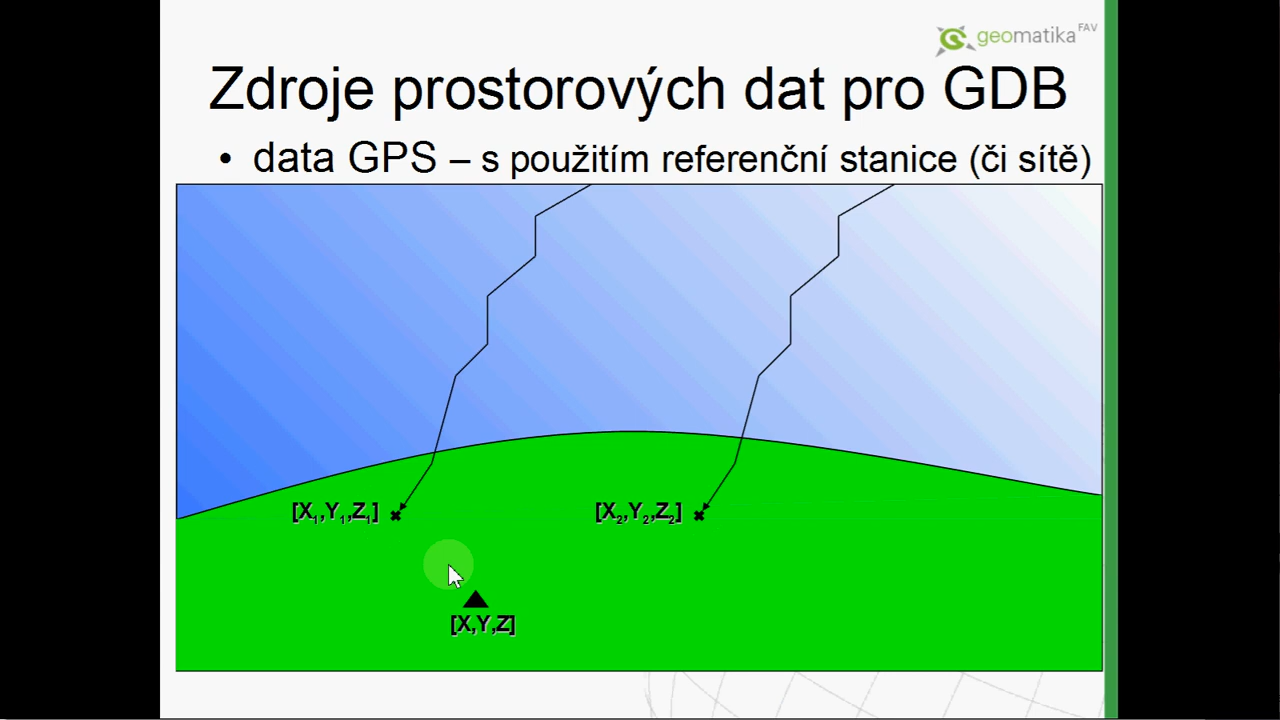 geomatika FAV
Zdroje prostorových dat pro GDB
• data GPS – s použitím referenční stanice (či sítě)
[X₁,Y₁,Z₁]
[X₂,Y₂,Z₂]
[X,Y,Z]